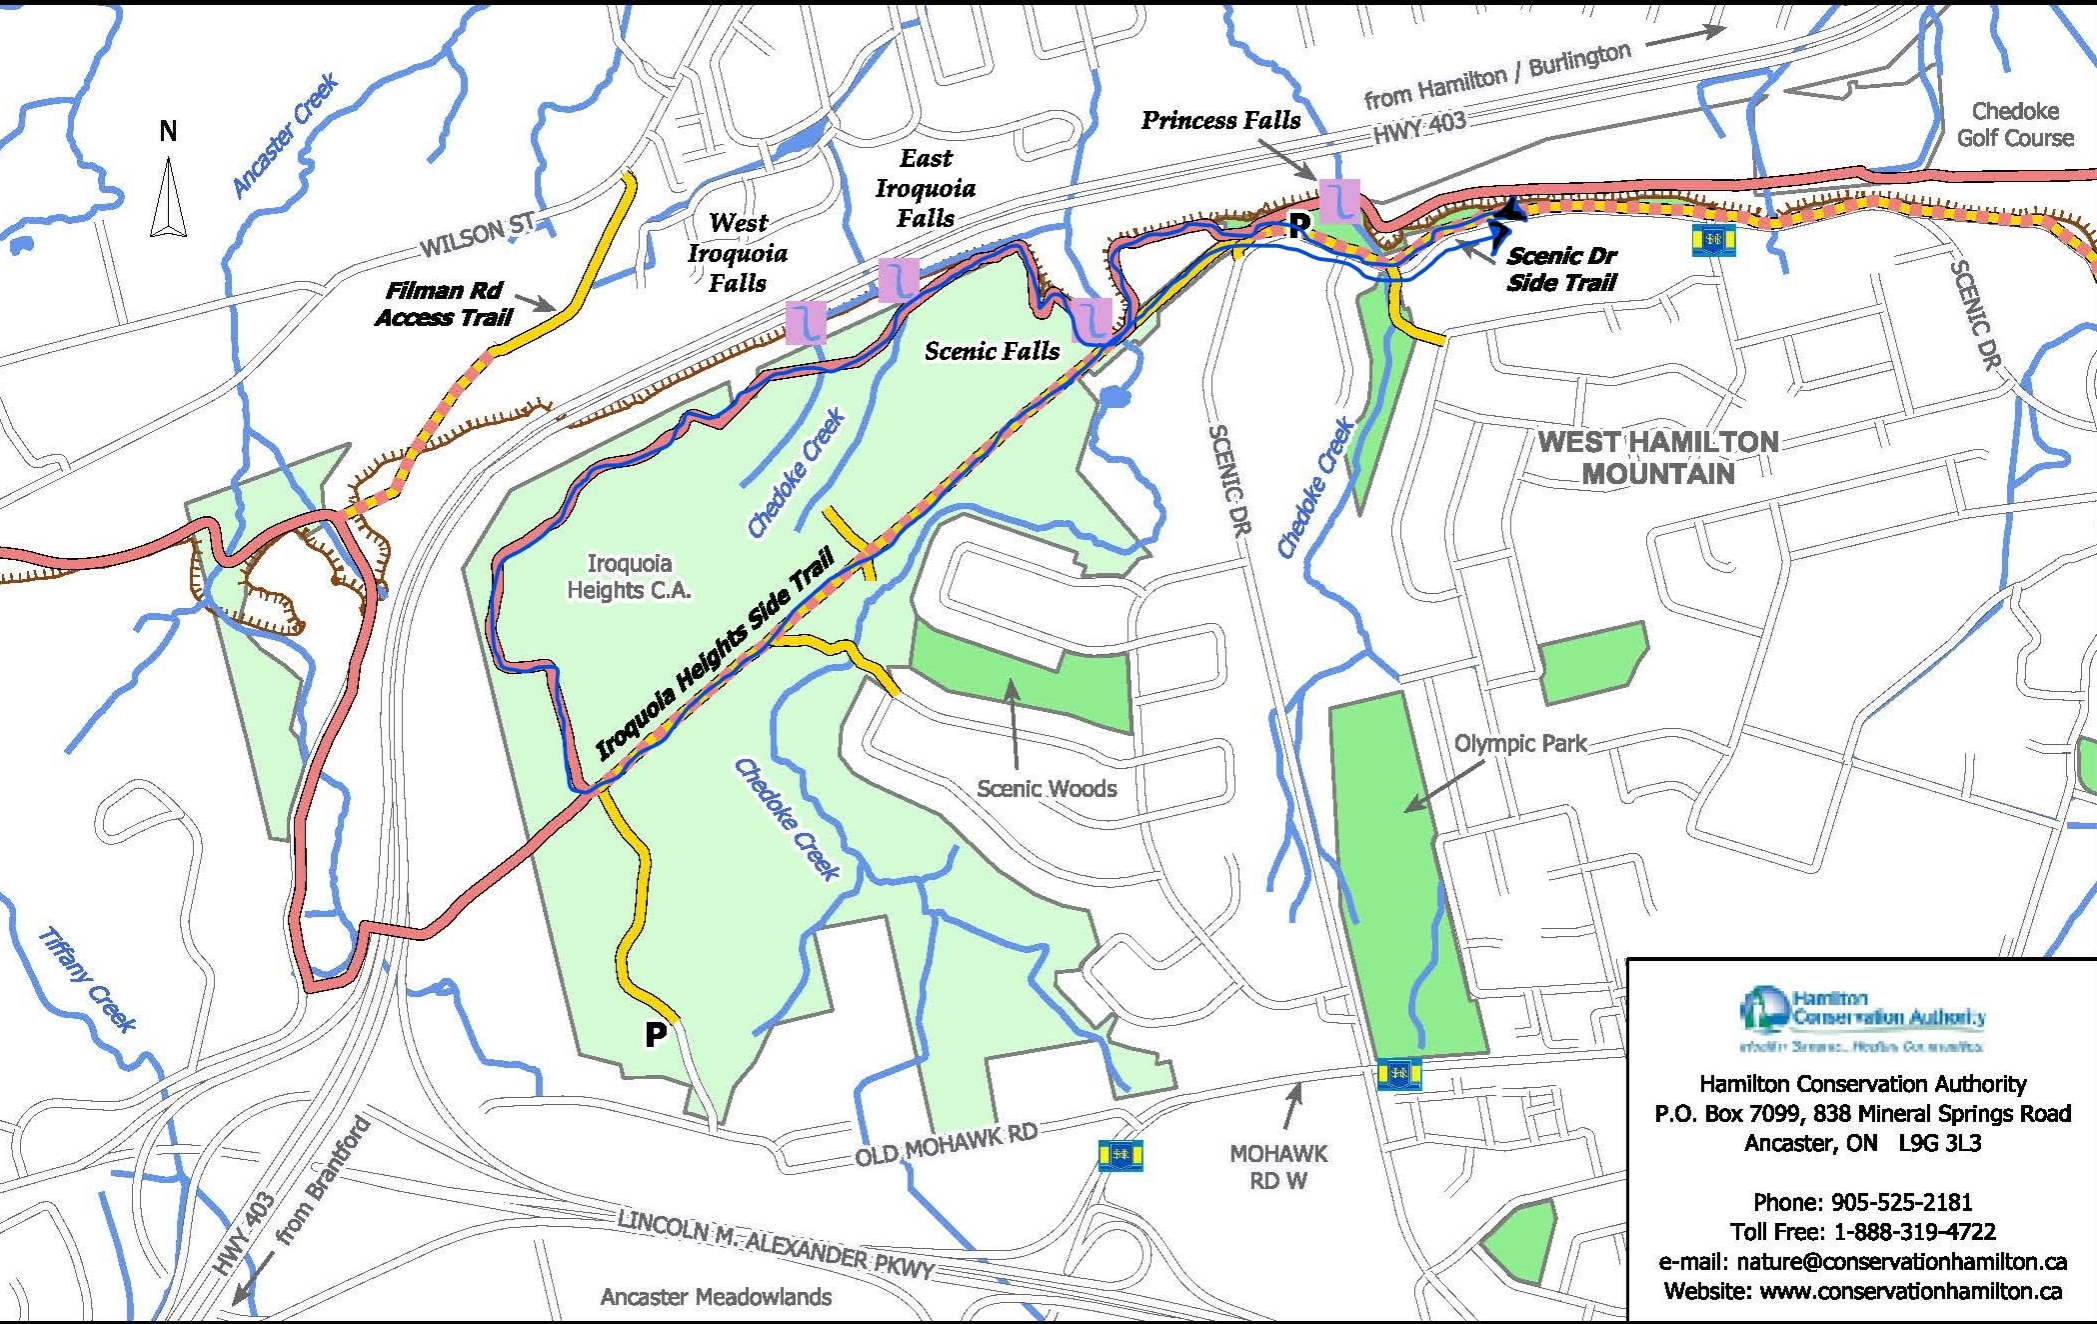 from Hamilton / Burlington
HWY 403
Chedoke
Golf Course
Princess Falls
Ancaster Creek
N
East
Iroquoia
Falls
West
Iroquoia
Falls
WILSON ST
Filman Rd
Access Trail
P
Scenic Dr
Side Trail
SCENIC DR
Scenic Falls
Chedoke Creek
SCENIC DR
Chedoke Creek
WEST HAMILTON
MOUNTAIN
Iroquoia
Heights C.A.
Iroquoia Heights Side Trail
Olympic Park
Scenic Woods
Chedoke Creek
Tiffany Creek
P
OLD MOHAWK RD
MOHAWK
RD W
HWY 403
from Brantford
LINCOLN M. ALEXANDER PKWY
Ancaster Meadowlands
Hamilton
Conservation Authority
Hamilton Conservation Authority
P.O. Box 7099, 838 Mineral Springs Road
Ancaster, ON L9G 3L3
Phone: 905-525-2181
Toll Free: 1-888-319-4722
e-mail: nature@conservationhamilton.ca
Website: www.conservationhamilton.ca